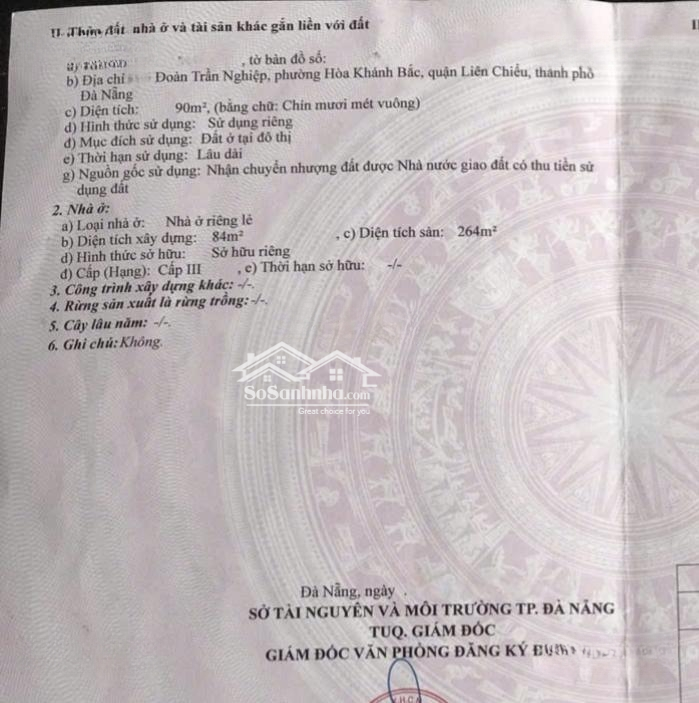 II. Thửa đất, nhà ở và tài sản khác gắn liền với đất
, tờ bản đồ số:
b) Địa chỉ Đoàn Trần Nghiệp, phường Hòa Khánh Bắc, quận Liên Chiểu, thành phố
Đà Nẵng
c) Diện tích: 90m², (bằng chữ: Chín mươi mét vuông)
d) Hình thức sử dụng: Sử dụng riêng
đ) Mục đích sử dụng: Đất ở tại đô thị
e) Thời hạn sử dụng: Lâu dài
g) Nguồn gốc sử dụng: Nhận chuyển nhượng đất được Nhà nước giao đất có thu tiền sử
dụng đất
2. Nhà ở:
a) Loại nhà ở: Nhà ở riêng lẻ
b) Diện tích xây dựng: 84m² , c) Diện tích sàn: 264m²
d) Hình thức sở hữu: Sở hữu riêng
đ) Cấp (Hạng): Cấp III , e) Thời hạn sở hữu: -/-
3. Công trình xây dựng khác: -/-.
4. Rừng sản xuất là rừng trồng: -/-.
5. Cây lâu năm: -/-.
6. Ghi chú: Không.
SoSanhnha.com
Great choice for you
Đà Nẵng, ngày
SỞ TÀI NGUYÊN VÀ MÔI TRƯỜNG TP. ĐÀ NẴNG
TUQ. GIÁM ĐỐC
GIÁM ĐỐC VĂN PHÒNG ĐĂNG KÝ